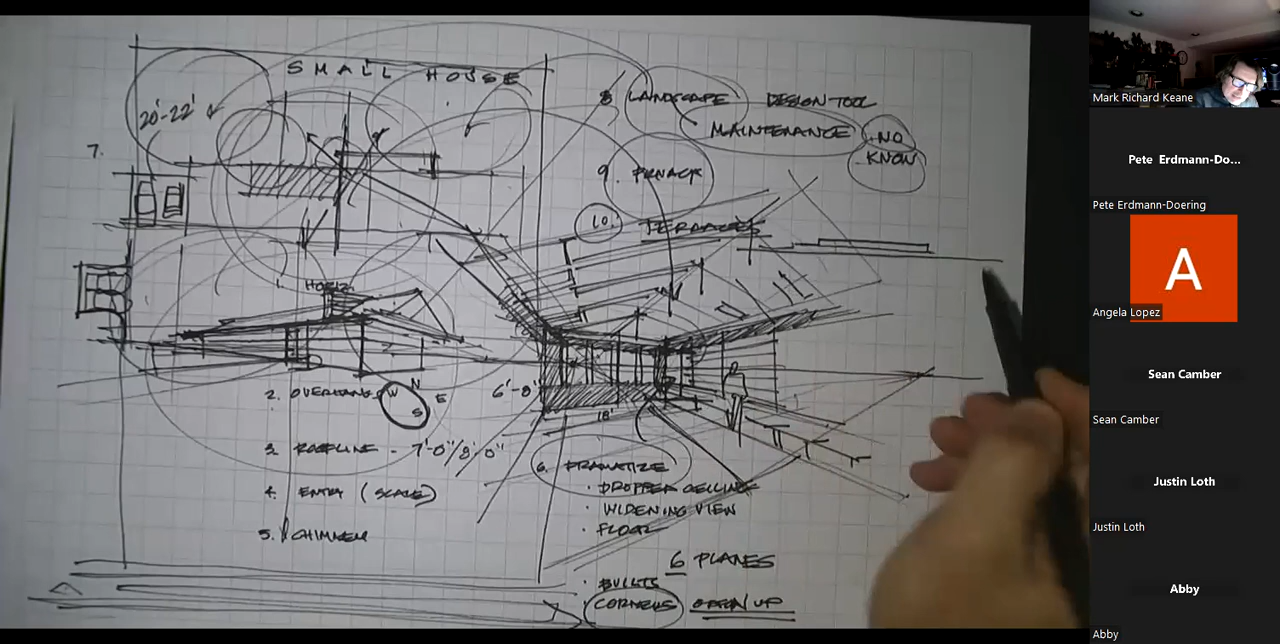 SMALL HOUSE
20'-22'
7.
1.
HORIZ.
2. OVERHANGS
N
W
E
S
3. ROOFLINE - 7'-0"/8'-0"
4. ENTRY (SCALE)
5. CHIMNEY
6'-8"
18'
6. DRAMATIZE
• DROPPED CEILING
• WIDENING VIEW
• FLOOR
6 PLANES
• BUILTS
CORNERS OPEN UP
8 LANDSCAPE DESIGN TOOL
MAINTENANCE NO
KNOW
9. PRIVACY
10. TERRACES
Mark Richard Keane
Pete Erdmann-Do...
Pete Erdmann-Doering
A
Angela Lopez
Sean Camber
Sean Camber
Justin Loth
Justin Loth
Abby
Abby